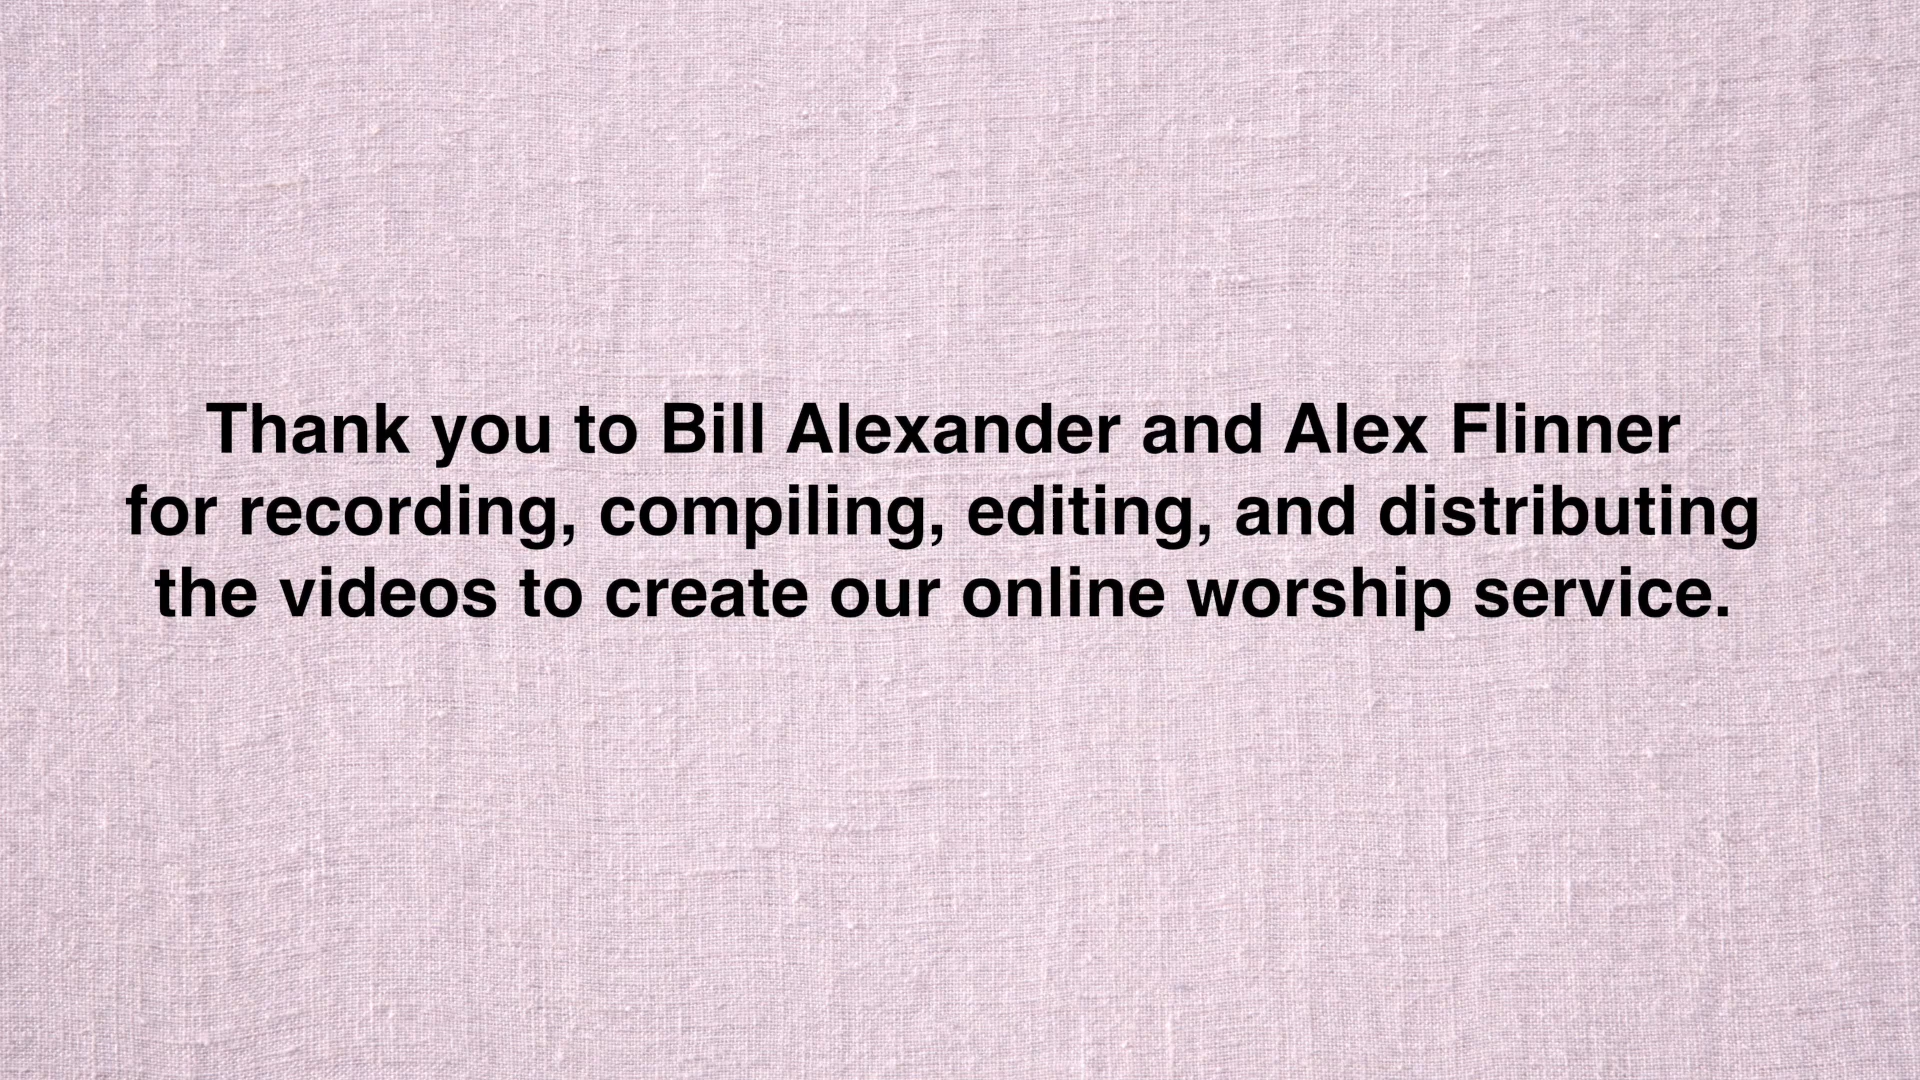 Thank you to Bill Alexander and Alex Flinner
for recording, compiling, editing, and distributing
the videos to create our online worship service.